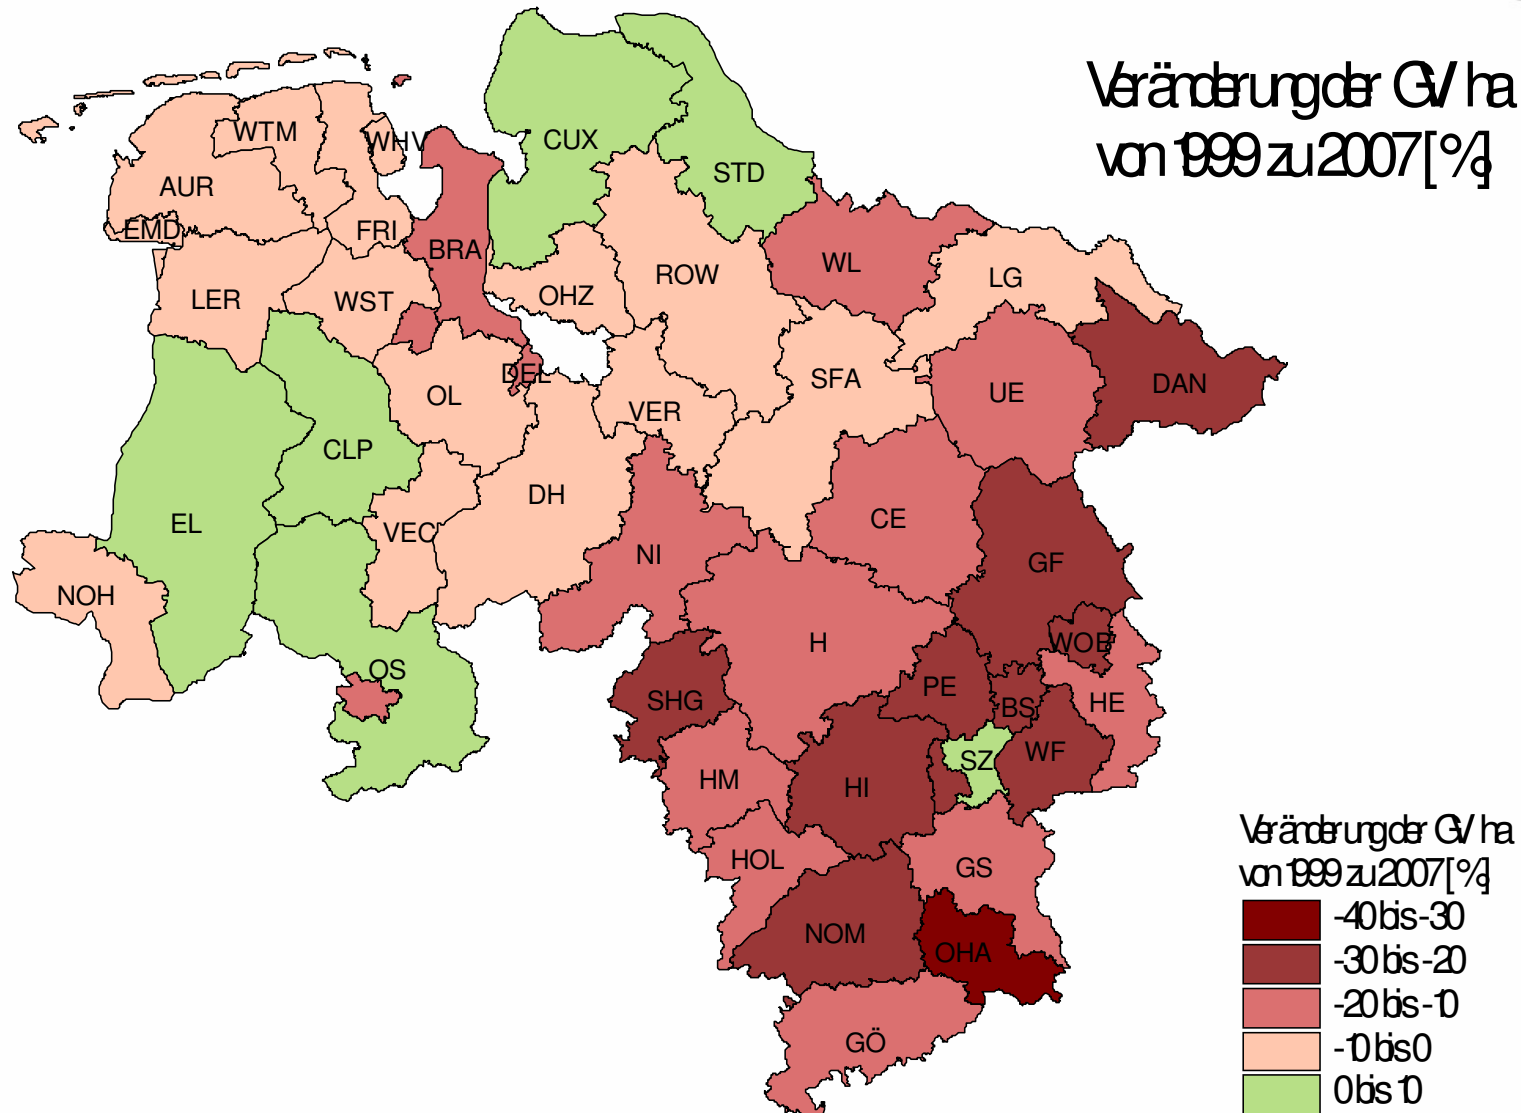 Veränderung der GV/ha
von 1999 zu 2007 [%]
WTM
WHV
CUX
AUR
STD
EMD
FRI
BRA
WL
ROW
LG
LER
WST
OHZ
DEL
SFA
DAN
OL
UE
VER
CLP
DH
CE
EL
VEC
NI
GF
NOH
H
WOB
OS
PE
SHG
BS
HE
WF
SZ
HM
HI
HOL
GS
NOM
OHA
GÖ
Veränderung der GV/ha
von 1999 zu 2007 [%]
-40 bis -30
-30 bis -20
-20 bis -10
-10 bis 0
0 bis 10